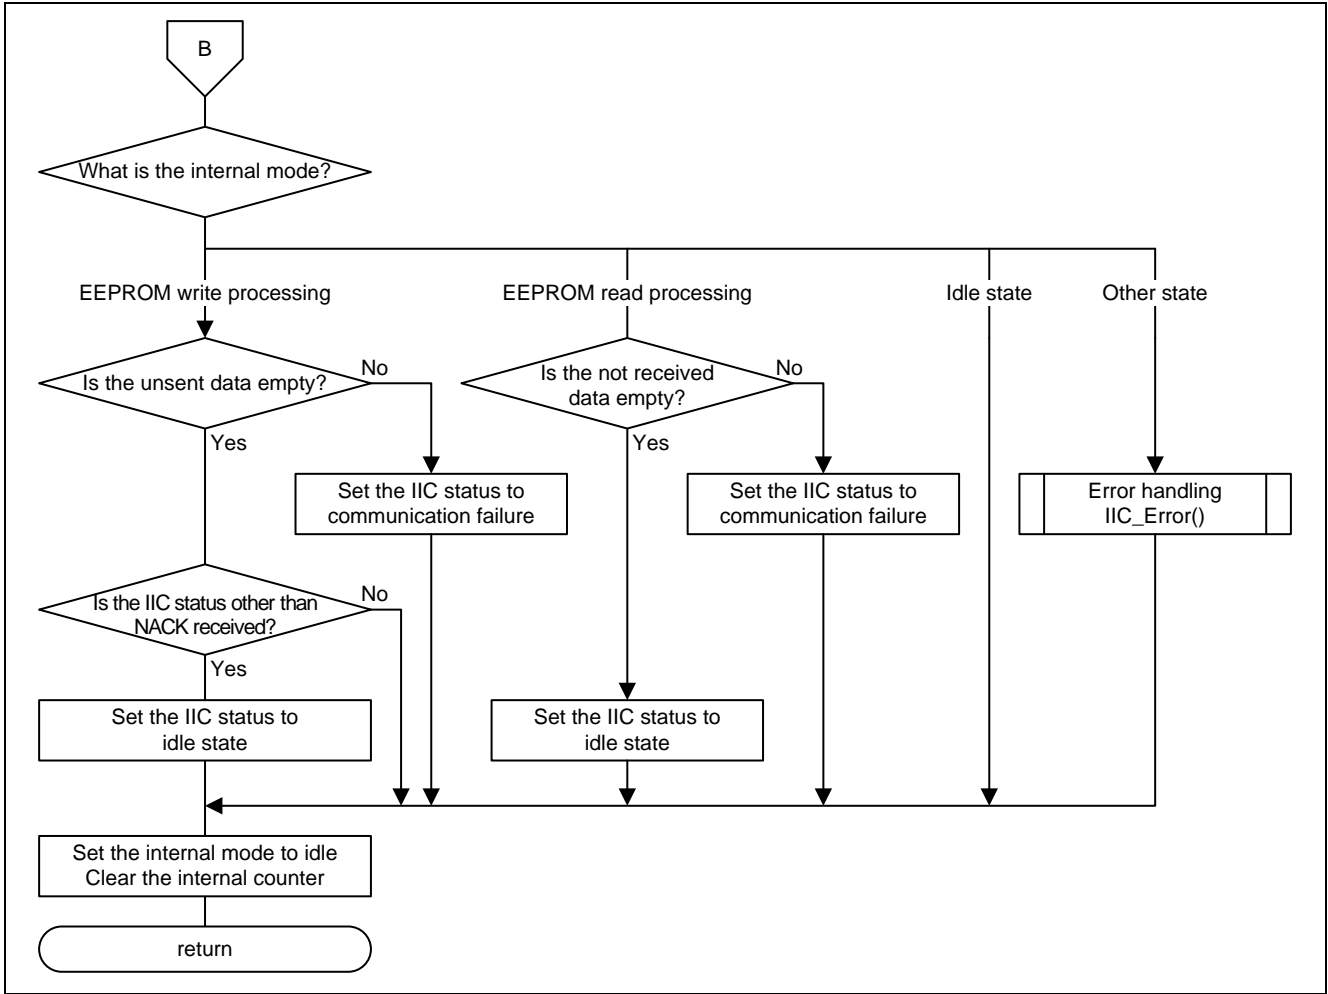 B
What is the internal mode?
EEPROM write processing
EEPROM read processing
Idle state
Other state
Is the unsent data empty?
No
Is the not received
data empty?
No
Yes
Yes
Set the IIC status to
communication failure
Set the IIC status to
communication failure
Error handling
IIC_Error()
Is the IIC status other than
NACK received?
No
Yes
Set the IIC status to
idle state
Set the IIC status to
idle state
Set the internal mode to idle
Clear the internal counter
return